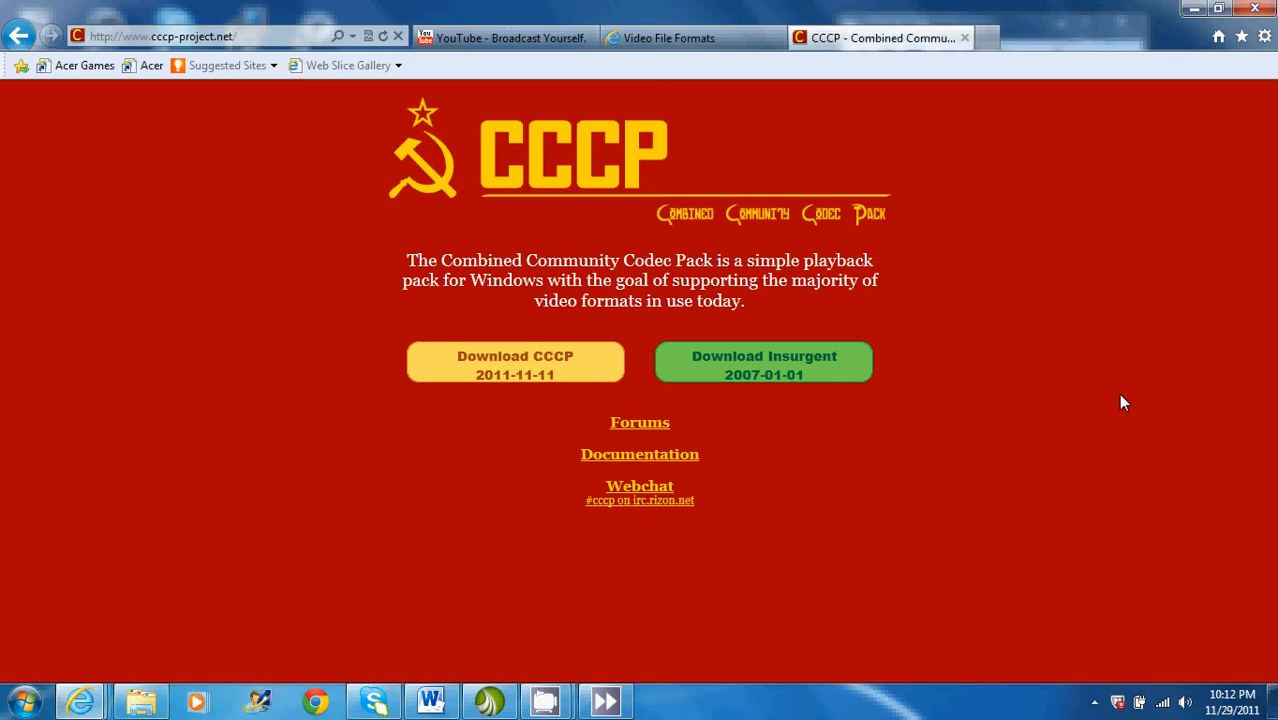 http://www.cccp-project.net/
YouTube - Broadcast Yourself.
Video File Formats
CCCP - Combined Commu...
Acer Games
Acer
Suggested Sites
Web Slice Gallery
CCCP
Combined Community Codec Pack
The Combined Community Codec Pack is a simple playback
pack for Windows with the goal of supporting the majority of
video formats in use today.
Download CCCP
2011-11-11
Download Insurgent
2007-01-01
Forums
Documentation
Webchat
#cccp on irc.rizon.net
10:12 PM
11/29/2011